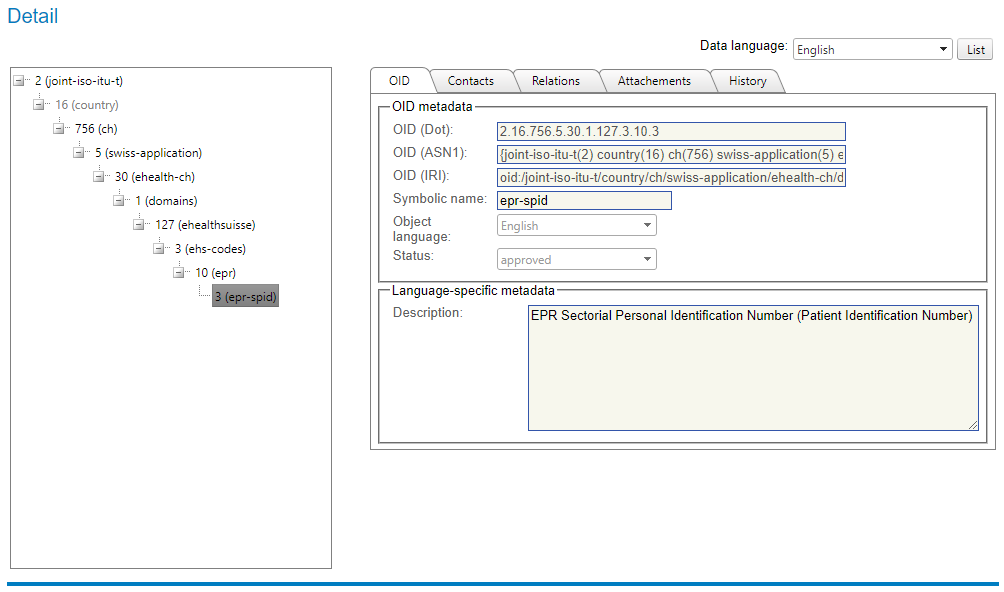 Detail
Data language: English List
2 (joint-iso-itu-t)
16 (country)
756 (ch)
5 (swiss-application)
30 (ehealth-ch)
1 (domains)
127 (ehealthsuisse)
3 (ehs-codes)
10 (epr)
3 (epr-spid)
OID Contacts Relations Attachements History
OID metadata
OID (Dot): 2.16.756.5.30.1.127.3.10.3
OID (ASN1): {joint-iso-itu-t(2) country(16) ch(756) swiss-application(5) e
OID (IRI): oid:/joint-iso-itu-t/country/ch/swiss-application/ehealth-ch/d
Symbolic name: epr-spid
Object
language: English
Status: approved
Language-specific metadata
Description: EPR Sectorial Personal Identification Number (Patient Identification Number)